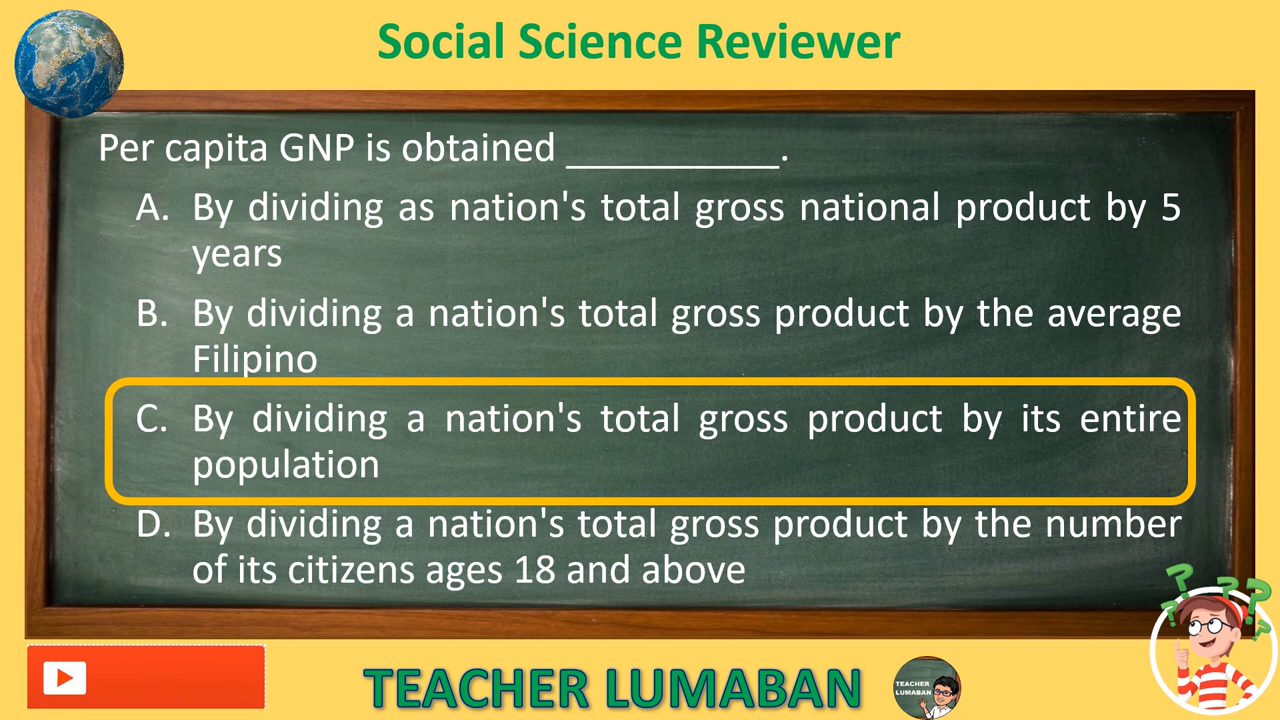 Social Science Reviewer
Per capita GNP is obtained __________.
A. By dividing as nation's total gross national product by 5
years
B. By dividing a nation's total gross product by the average
Filipino
C. By dividing a nation's total gross product by its entire
population
D. By dividing a nation's total gross product by the number
of its citizens ages 18 and above
TEACHER LUMABAN
TEACHER
LUMABAN